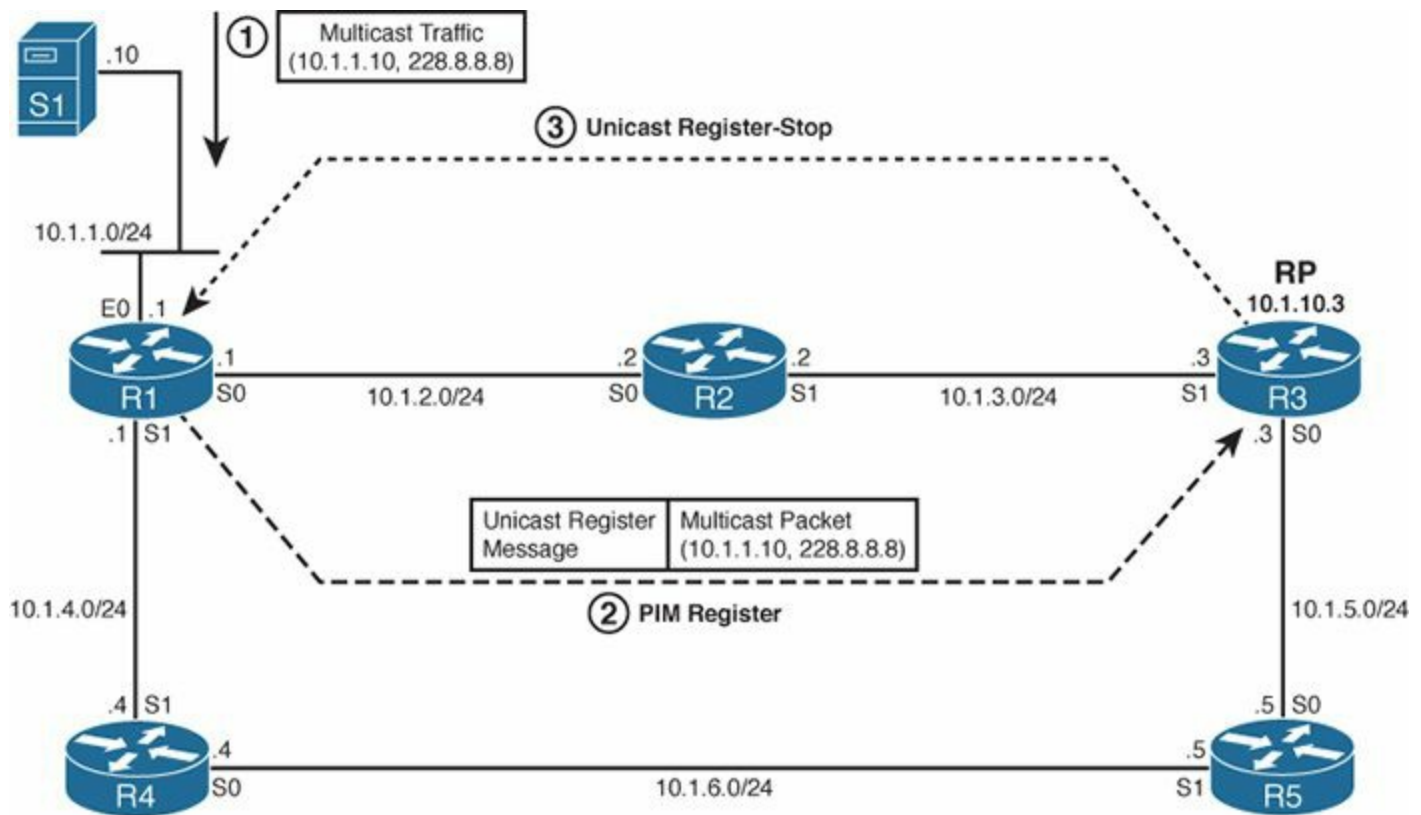 1
Multicast Traffic
(10.1.1.10, 228.8.8.8)
.10
S1
3 Unicast Register-Stop
10.1.1.0/24
RP
10.1.10.3
E0 .1
.1
.2
.2
.3
R1
S0
10.1.2.0/24
S0
R2
S1
10.1.3.0/24
S1
R3
.1 S1
.3 S0
Unicast Register
Message
Multicast Packet
(10.1.1.10, 228.8.8.8)
2 PIM Register
10.1.4.0/24
10.1.5.0/24
.4 S1
.5 S0
.4
.5
R4
S0
10.1.6.0/24
S1
R5